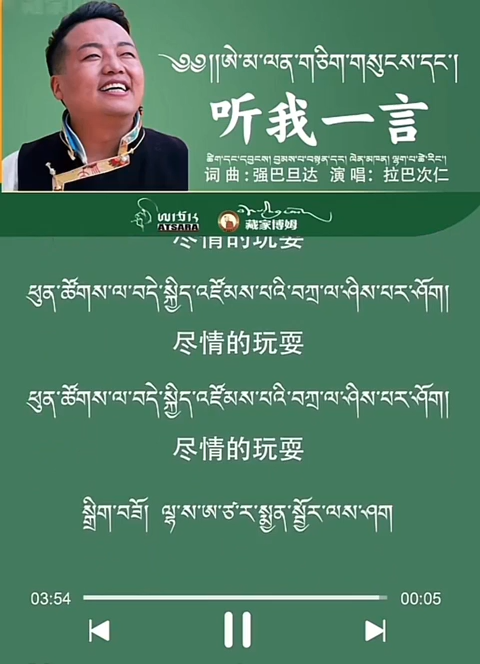 ༄༅།།ཨེ་མ་ལན་གཅིག་གསུངས་དང་།
听我一言
ཚིག་དང་དབྱངས། བྱམས་པ་བསྟན་དར། ལེན་མཁན། ལྷག་པ་ཚེ་རིང་།
词曲:强巴旦达 演唱:拉巴次仁
ATSARA 藏家博姆
尽情的玩耍
ཕུན་ཚོགས་ལ་བདེ་སྐྱིད་འཛོམས་པའི་བཀྲ་ལ་ཤིས་པར་ཤོག།
尽情的玩耍
ཕུན་ཚོགས་ལ་བདེ་སྐྱིད་འཛོམས་པའི་བཀྲ་ལ་ཤིས་པར་ཤོག།
尽情的玩耍
སྒྲིག་བཟོ། ལྷ་ས་ཨ་ཙ་ར་སྨྱན་སྦྱོར་ལས་ཤག
03:54 00:05